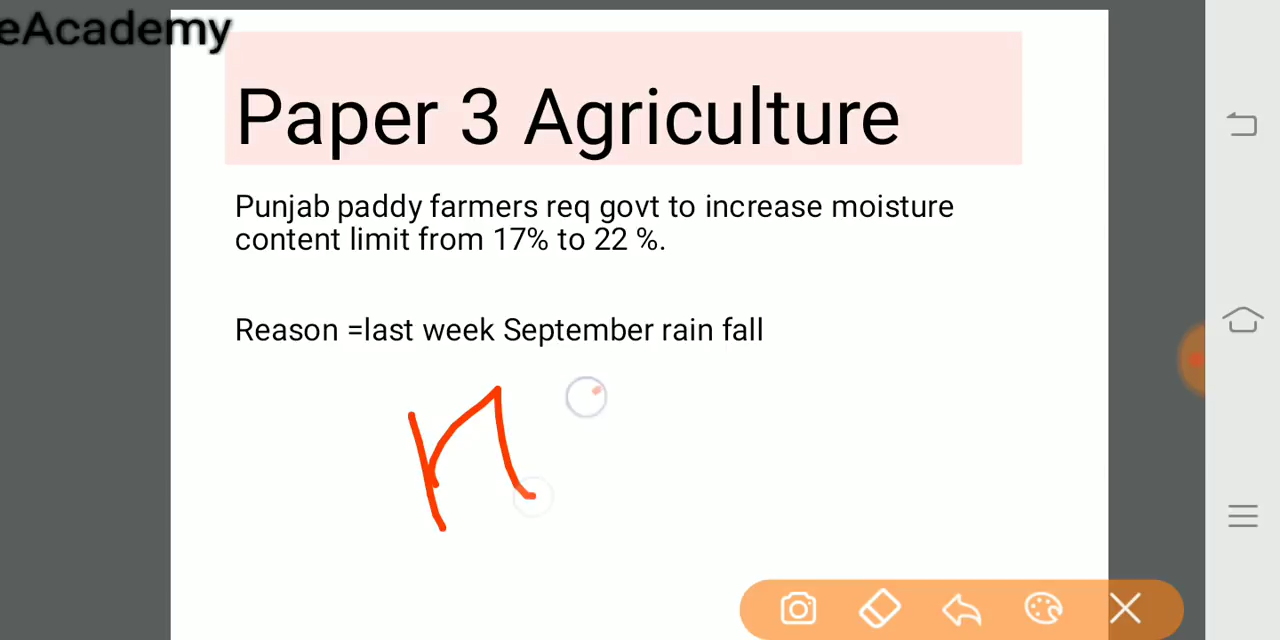 eAcademy
Paper 3 Agriculture
Punjab paddy farmers req govt to increase moisture
content limit from 17% to 22 %.
Reason =last week September rain fall
n